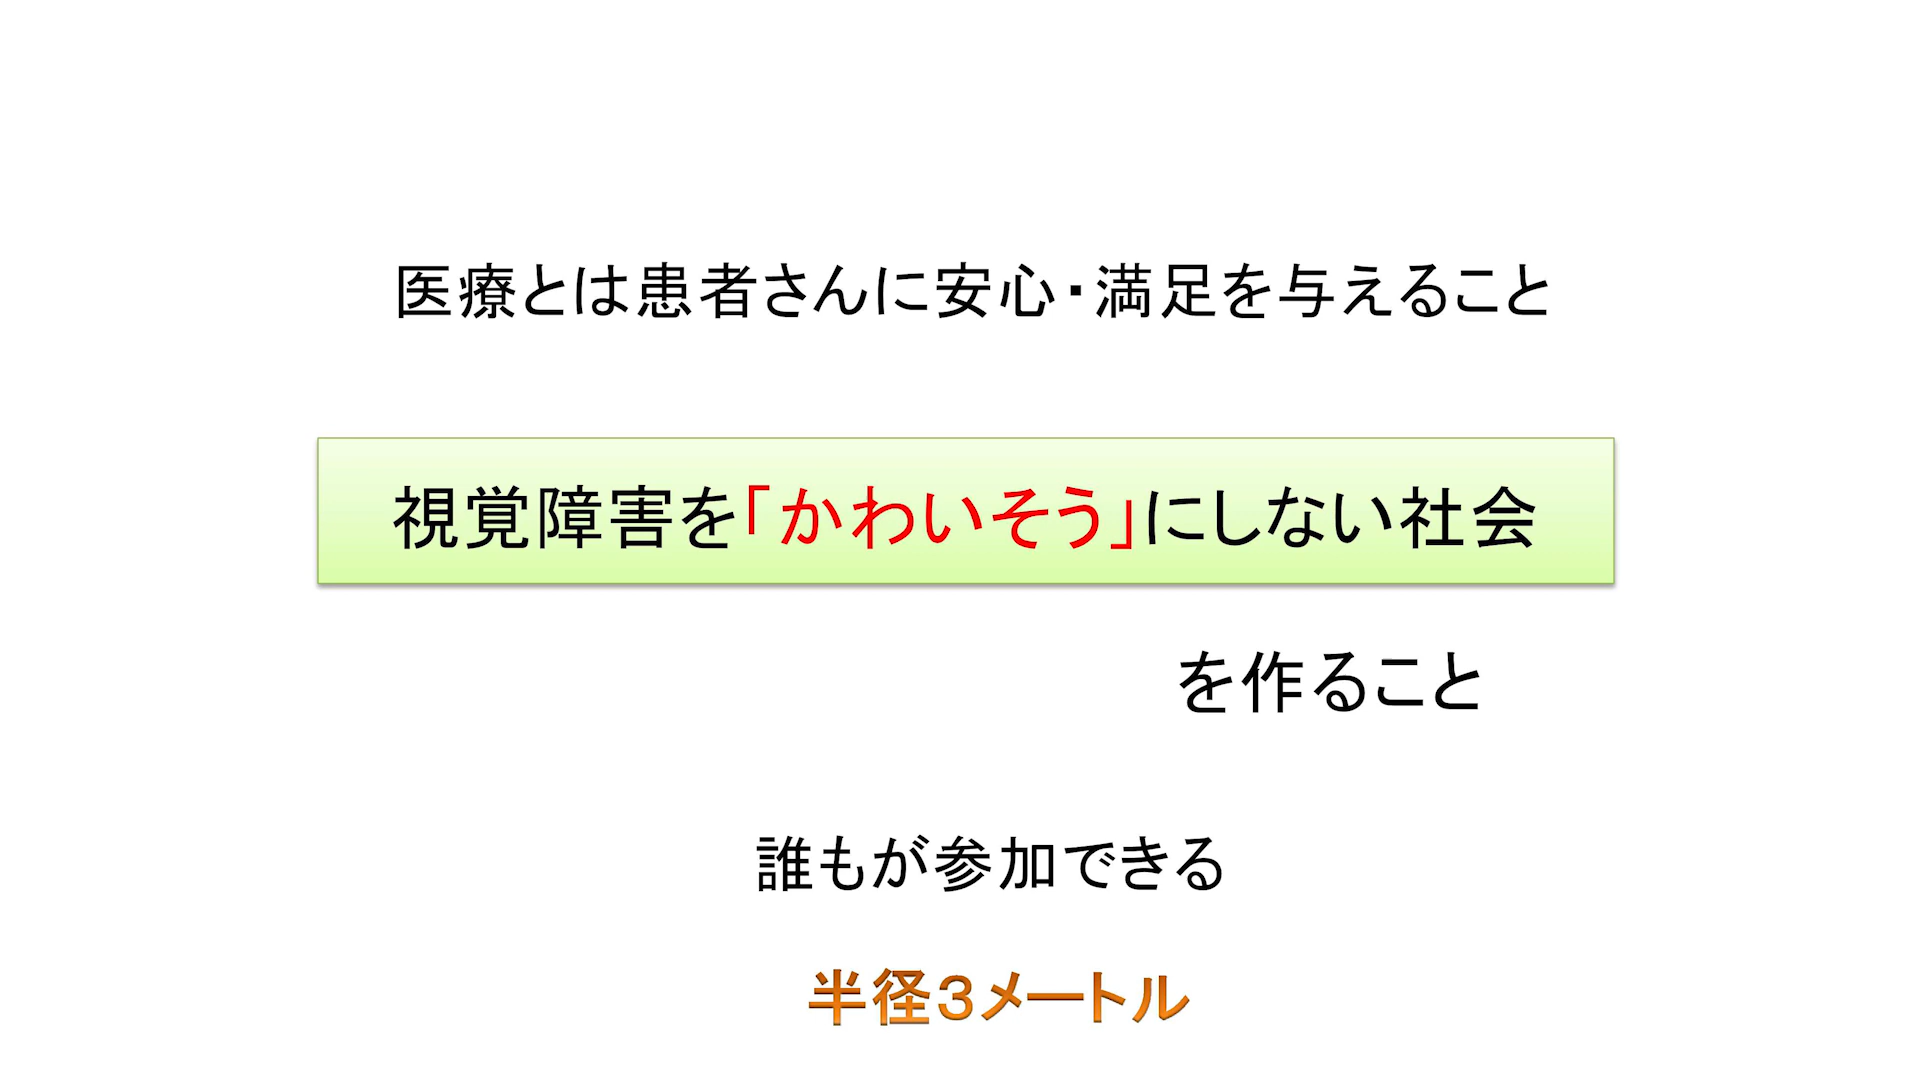 医療とは患者さんに安心・満足を与えること
視覚障害を「かわいそう」にしない社会
を作ること
誰もが参加できる
半径３メートル